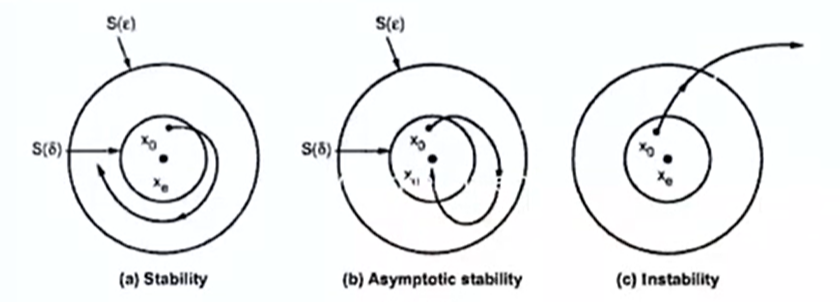 S(ε) S(ε)
S(δ) x₀ S(δ) x₀ x₀
xₑ xₑ
(a) Stability (b) Asymptotic stability (c) Instability